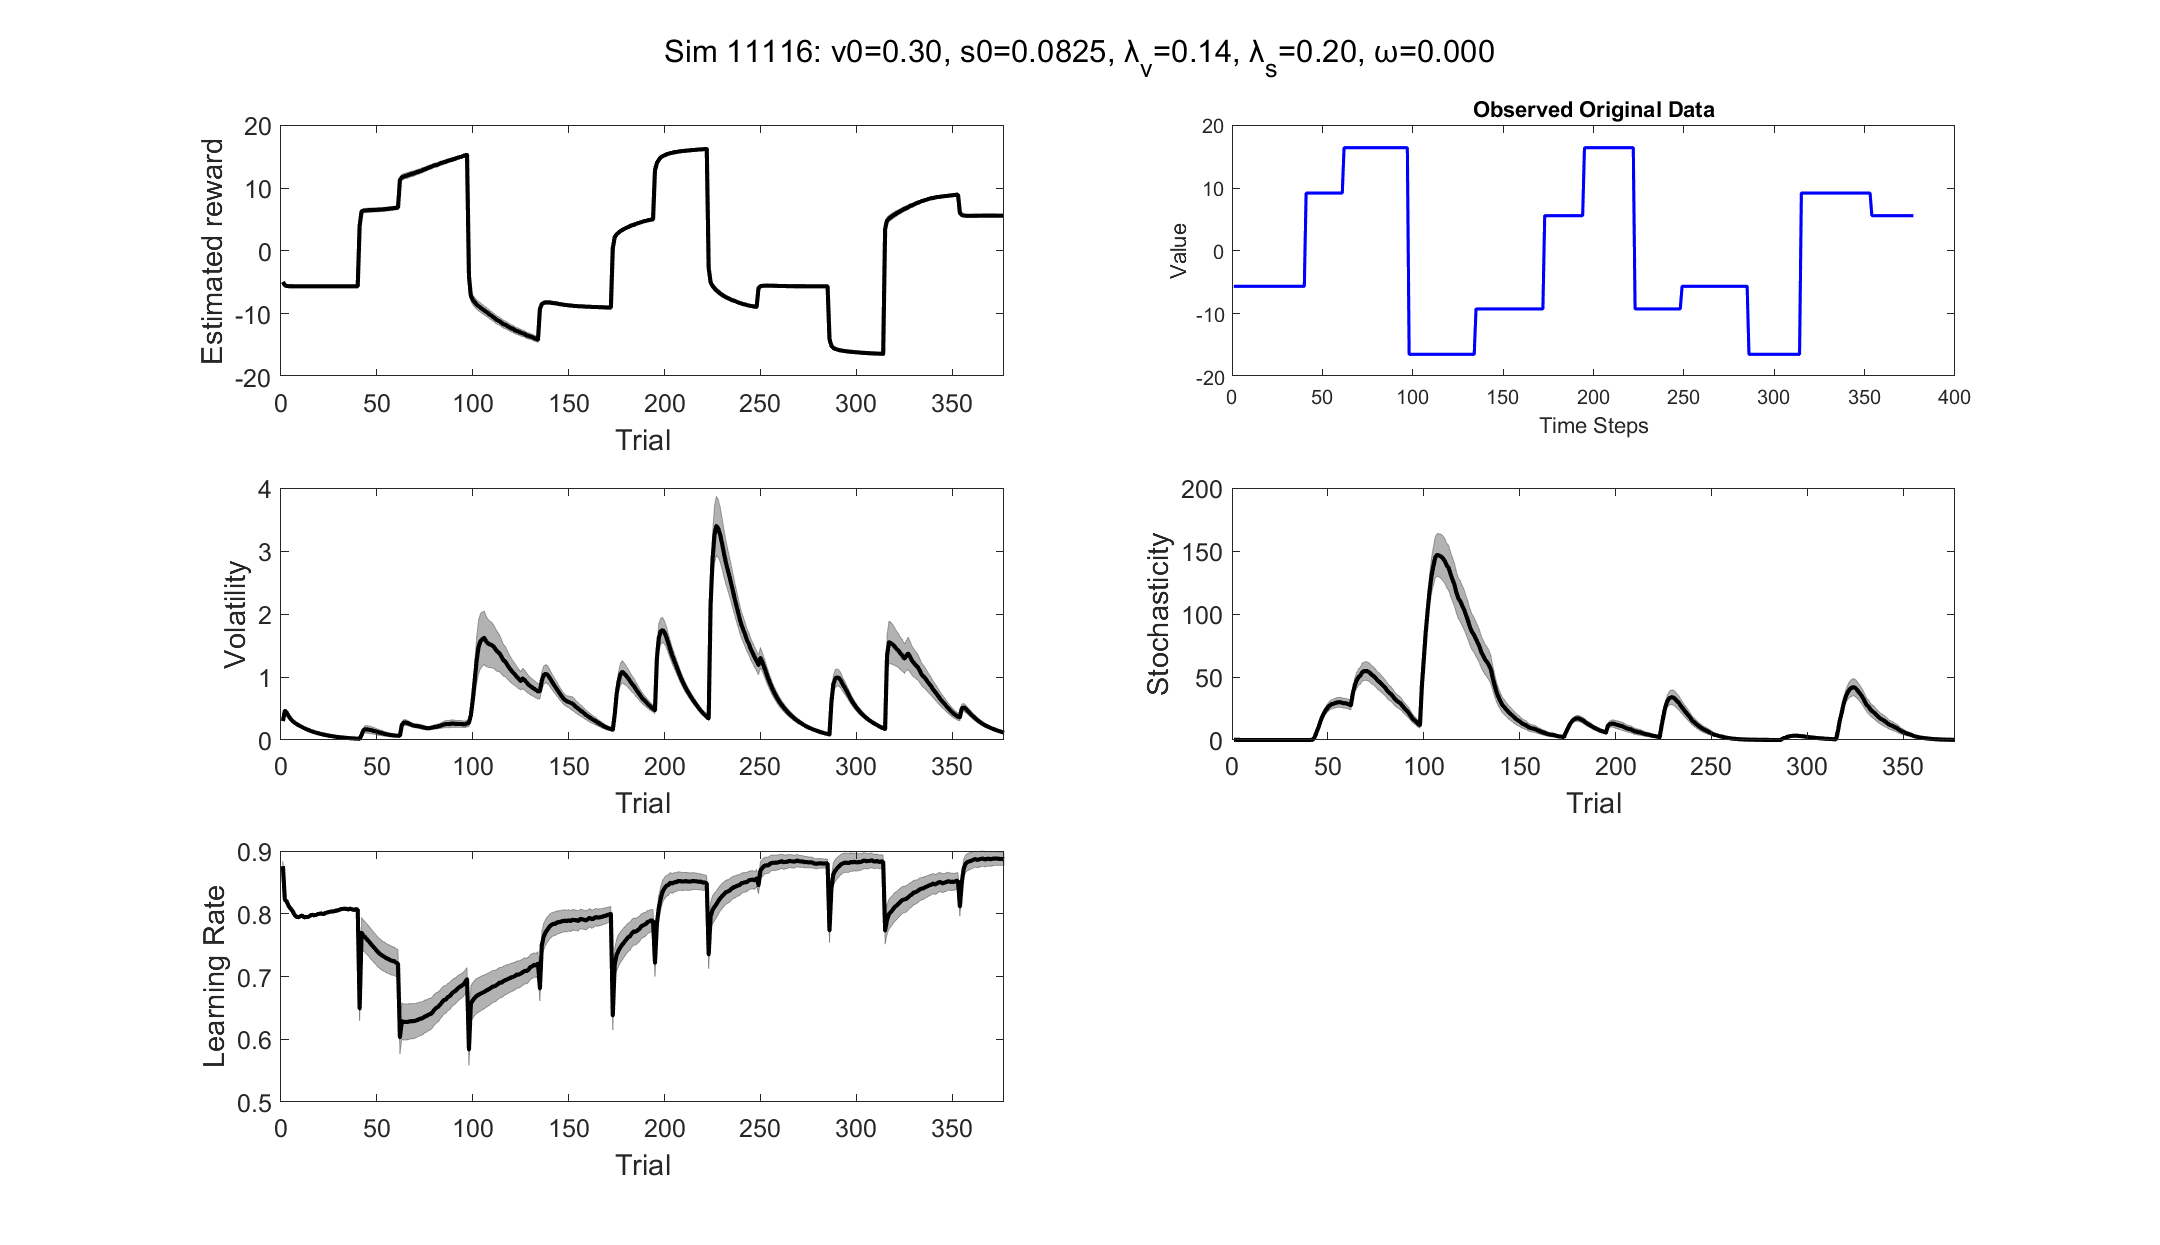 Sim 11116: v0=0.30, s0=0.0825, λ_v=0.14, λ_s=0.20, ω=0.000
Estimated reward
20
10
0
-10
-20
0 50 100 150 200 250 300 350
Trial
Observed Original Data
Value
20
10
0
-10
-20
0 50 100 150 200 250 300 350 400
Time Steps
Volatility
4
3
2
1
0
0 50 100 150 200 250 300 350
Trial
Stochasticity
200
150
100
50
0
0 50 100 150 200 250 300 350
Trial
Learning Rate
0.9
0.8
0.7
0.6
0.5
0 50 100 150 200 250 300 350
Trial